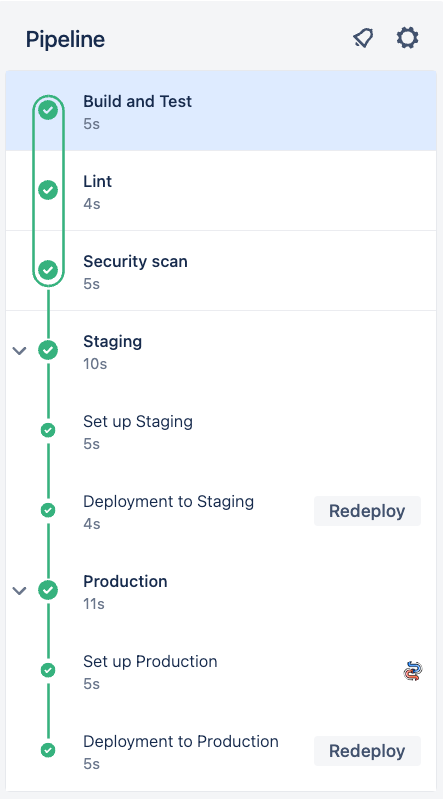 Pipeline
Build and Test
5s
Lint
4s
Security scan
5s
Staging
10s
Set up Staging
5s
Deployment to Staging
4s
Redeploy
Production
11s
Set up Production
5s
Deployment to Production
5s
Redeploy